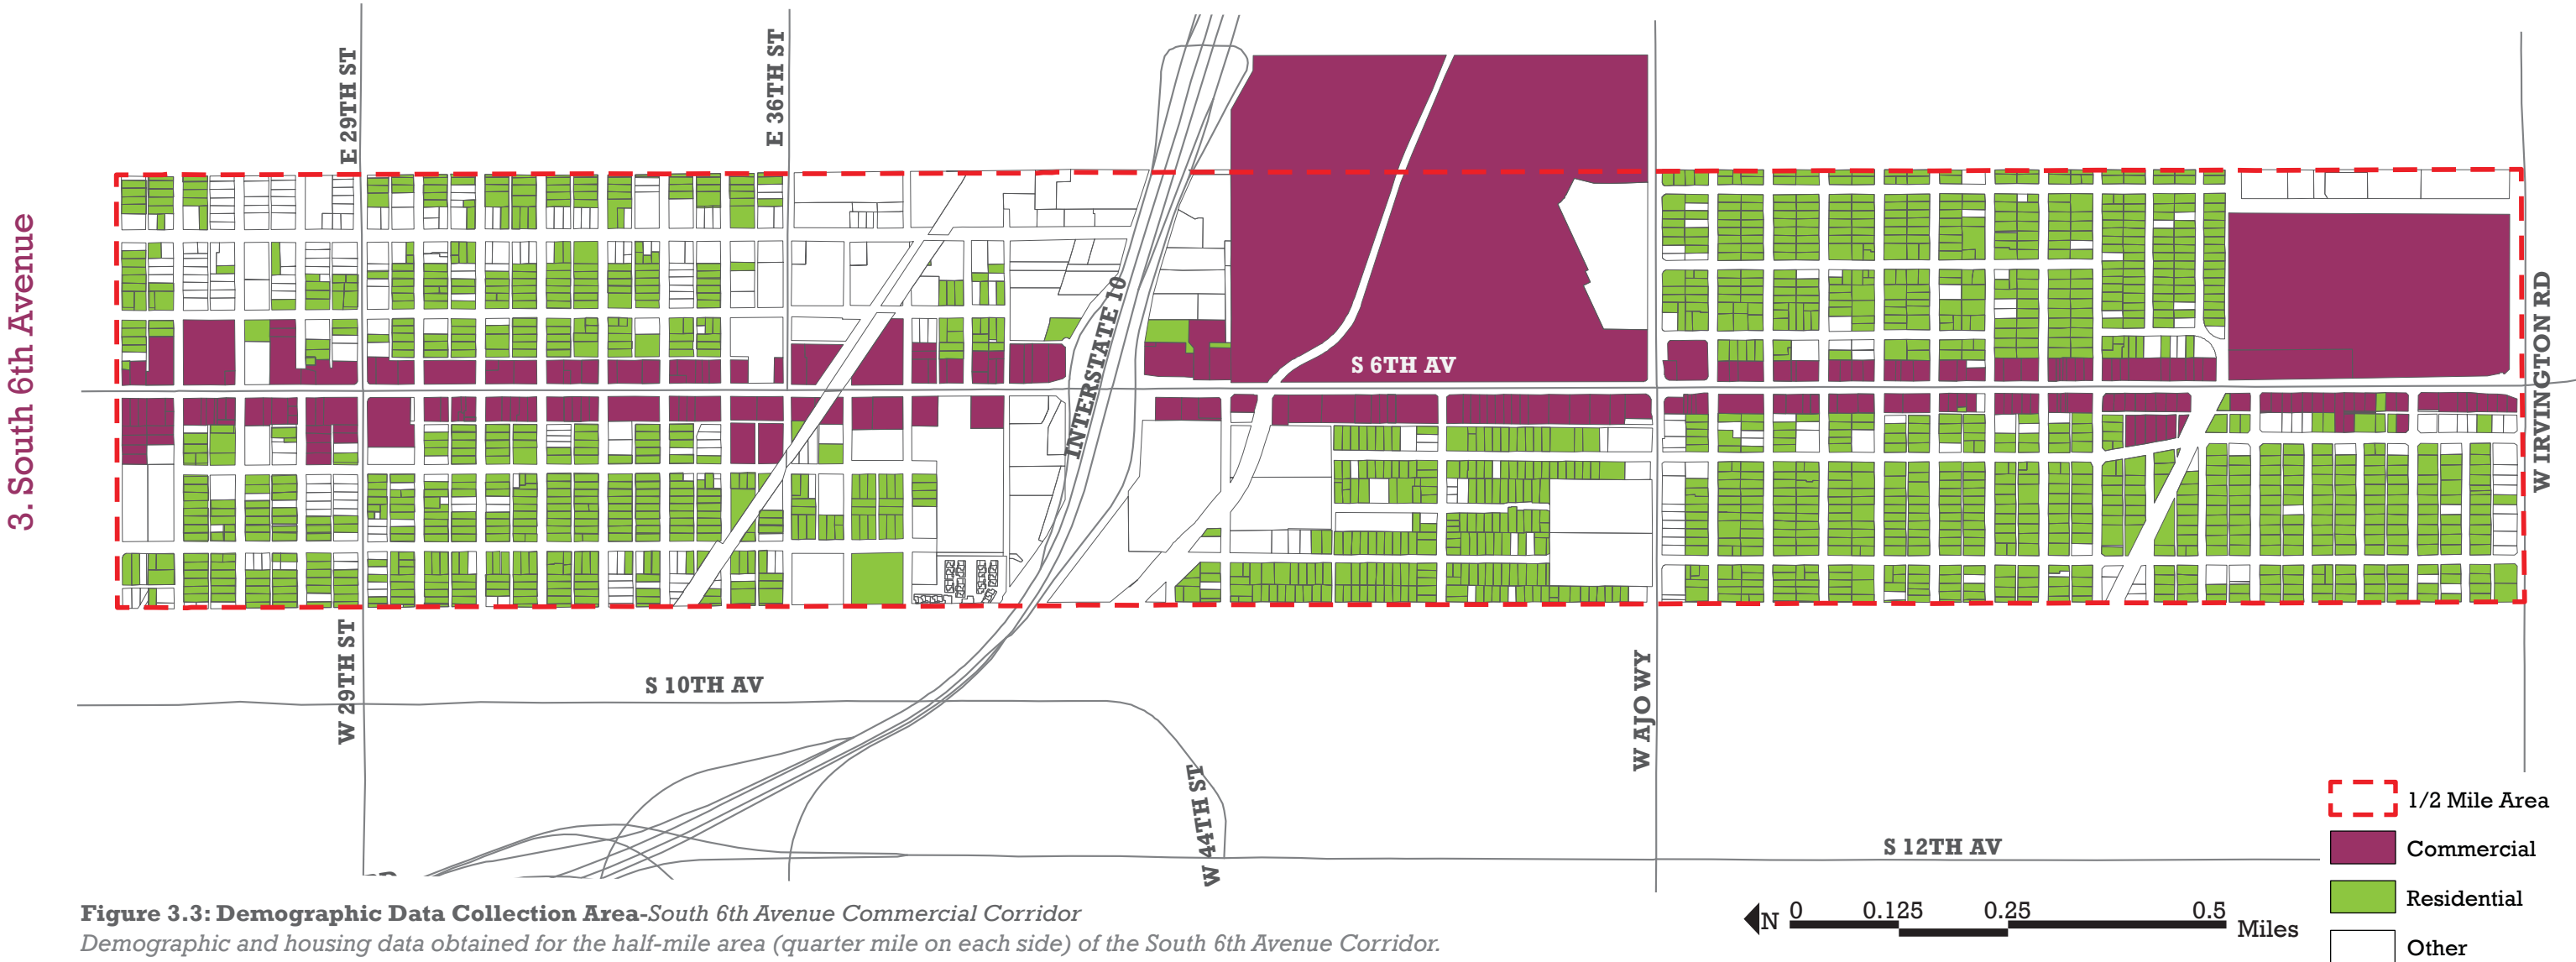 3. South 6th Avenue
E 29TH ST
E 36TH ST
INTERSTATE 10
S 6TH AV
W IRVINGTON RD
W 29TH ST
S 10TH AV
W 44TH ST
W AJO WY
S 12TH AV
1/2 Mile Area
Commercial
Residential
Other
N 0 0.125 0.25 0.5 Miles
Figure 3.3: Demographic Data Collection Area-South 6th Avenue Commercial Corridor
Demographic and housing data obtained for the half-mile area (quarter mile on each side) of the South 6th Avenue Corridor.